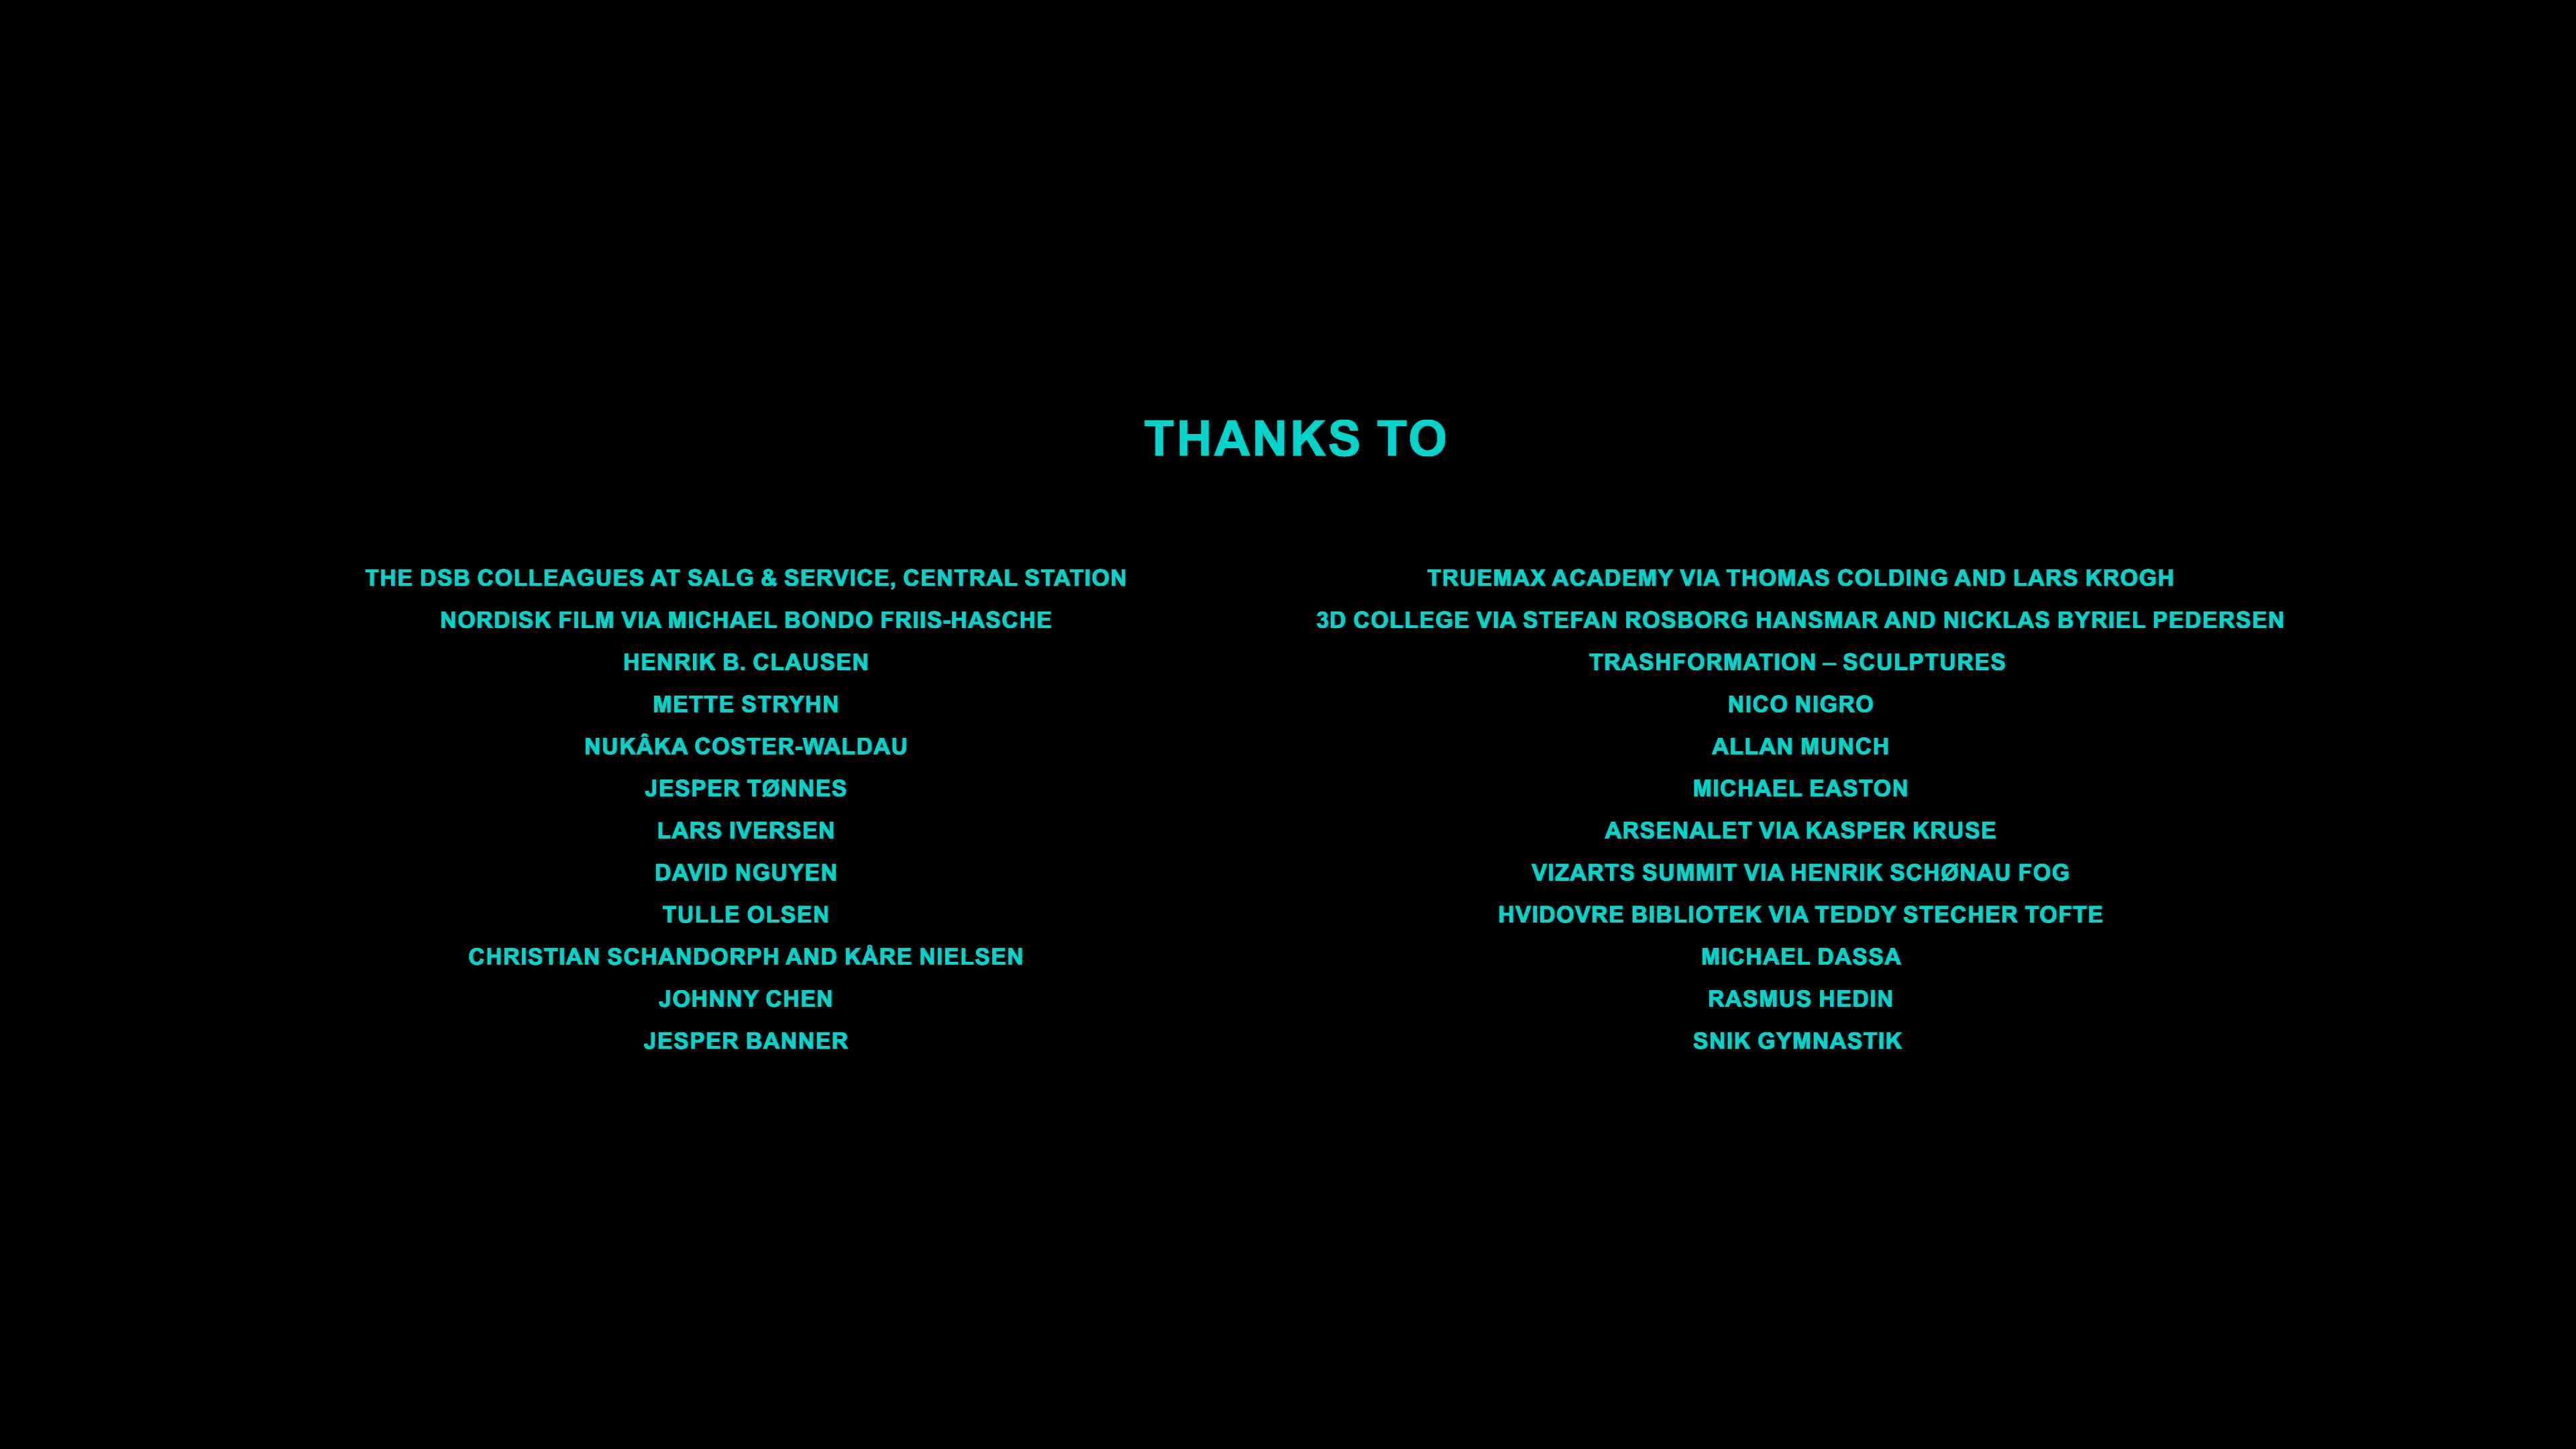 THANKS TO
THE DSB COLLEAGUES AT SALG & SERVICE, CENTRAL STATION
NORDISK FILM VIA MICHAEL BONDO FRIIS-HASCHE
HENRIK B. CLAUSEN
METTE STRYHN
NUKÂKA COSTER-WALDAU
JESPER TØNNES
LARS IVERSEN
DAVID NGUYEN
TULLE OLSEN
CHRISTIAN SCHANDORPH AND KÅRE NIELSEN
JOHNNY CHEN
JESPER BANNER
TRUEMAX ACADEMY VIA THOMAS COLDING AND LARS KROGH
3D COLLEGE VIA STEFAN ROSBORG HANSMAR AND NICKLAS BYRIEL PEDERSEN
TRASHFORMATION – SCULPTURES
NICO NIGRO
ALLAN MUNCH
MICHAEL EASTON
ARSENALET VIA KASPER KRUSE
VIZARTS SUMMIT VIA HENRIK SCHØNAU FOG
HVIDOVRE BIBLIOTEK VIA TEDDY STECHER TOFTE
MICHAEL DASSA
RASMUS HEDIN
SNIK GYMNASTIK